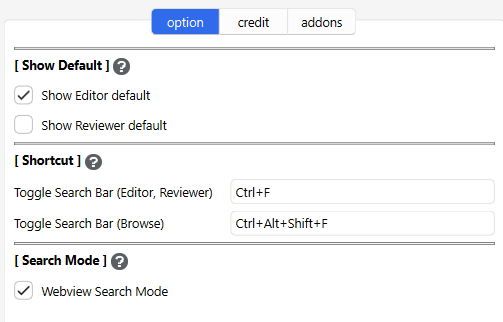 option credit addons
[ Show Default ] ?
Show Editor default
Show Reviewer default
[ Shortcut ] ?
Toggle Search Bar (Editor, Reviewer) Ctrl+F
Toggle Search Bar (Browse) Ctrl+Alt+Shift+F
[ Search Mode ] ?
Webview Search Mode